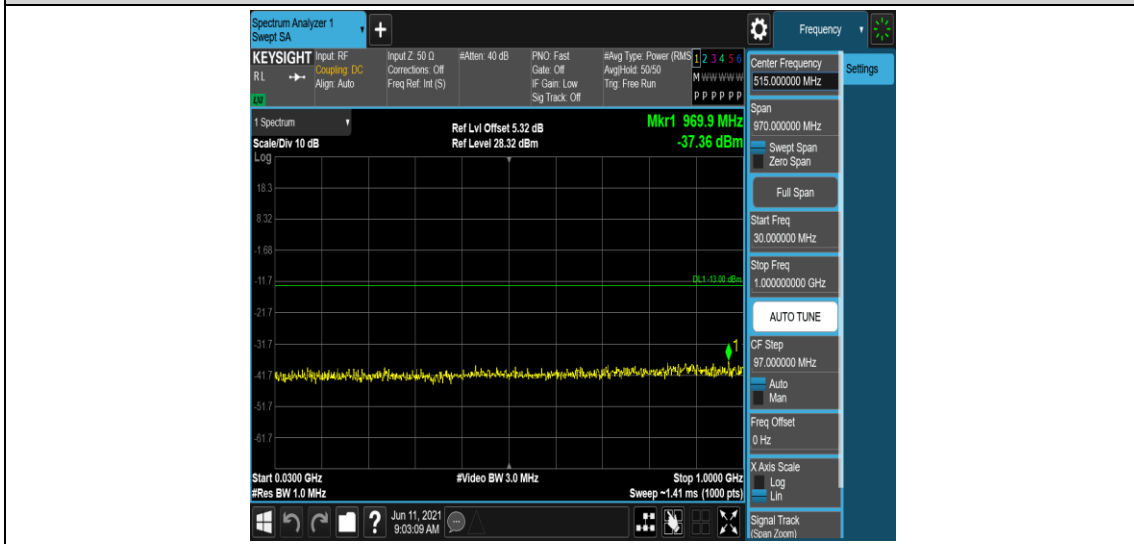 Spectrum Analyzer 1
Swept SA
+
Frequency
KEYSIGHT
RL
LXI
Input: RF
Coupling: DC
Align: Auto
Input Z: 50 Ω
Corrections: Off
Freq Ref: Int (S)
#Atten: 40 dB
PNO: Fast
Gate: Off
IF Gain: Low
Sig Track: Off
#Avg Type: Power (RMS
Avg|Hold: 50/50
Trig: Free Run
1 2 3 4 5 6
M W W W W W
P P P P P P
Center Frequency
515.000000 MHz
Settings
1 Spectrum
Scale/Div 10 dB
Log
Ref Lvl Offset 5.32 dB
Ref Level 28.32 dBm
Mkr1 969.9 MHz
-37.36 dBm
18.3
8.32
-1.68
-11.7
-21.7
-31.7
-41.7
-51.7
-61.7
DL1 -13.00 dBm
1
Span
970.000000 MHz
Swept Span
Zero Span
Full Span
Start Freq
30.000000 MHz
Stop Freq
1.000000000 GHz
AUTO TUNE
CF Step
97.000000 MHz
Auto
Man
Freq Offset
0 Hz
X Axis Scale
Log
Lin
Signal Track
(Span Zoom)
Start 0.0300 GHz
#Res BW 1.0 MHz
#Video BW 3.0 MHz
Stop 1.0000 GHz
Sweep ~1.41 ms (1000 pts)
?
Jun 11, 2021
9:03:09 AM